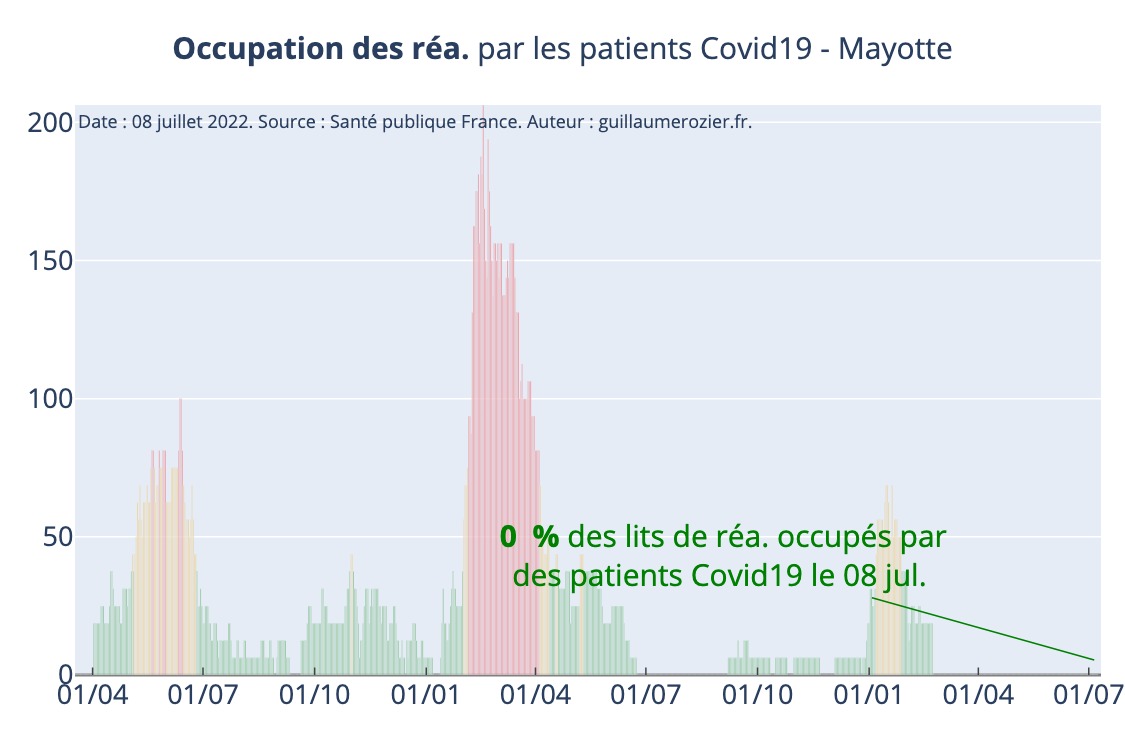 Occupation des réa. par les patients Covid19 - Mayotte
200
Date : 08 juillet 2022. Source : Santé publique France. Auteur : guillaumerozier.fr.
150
100
50
0 % des lits de réa. occupés par
des patients Covid19 le 08 jul.
0
01/04 01/07 01/10 01/01 01/04 01/07 01/10 01/01 01/04 01/07